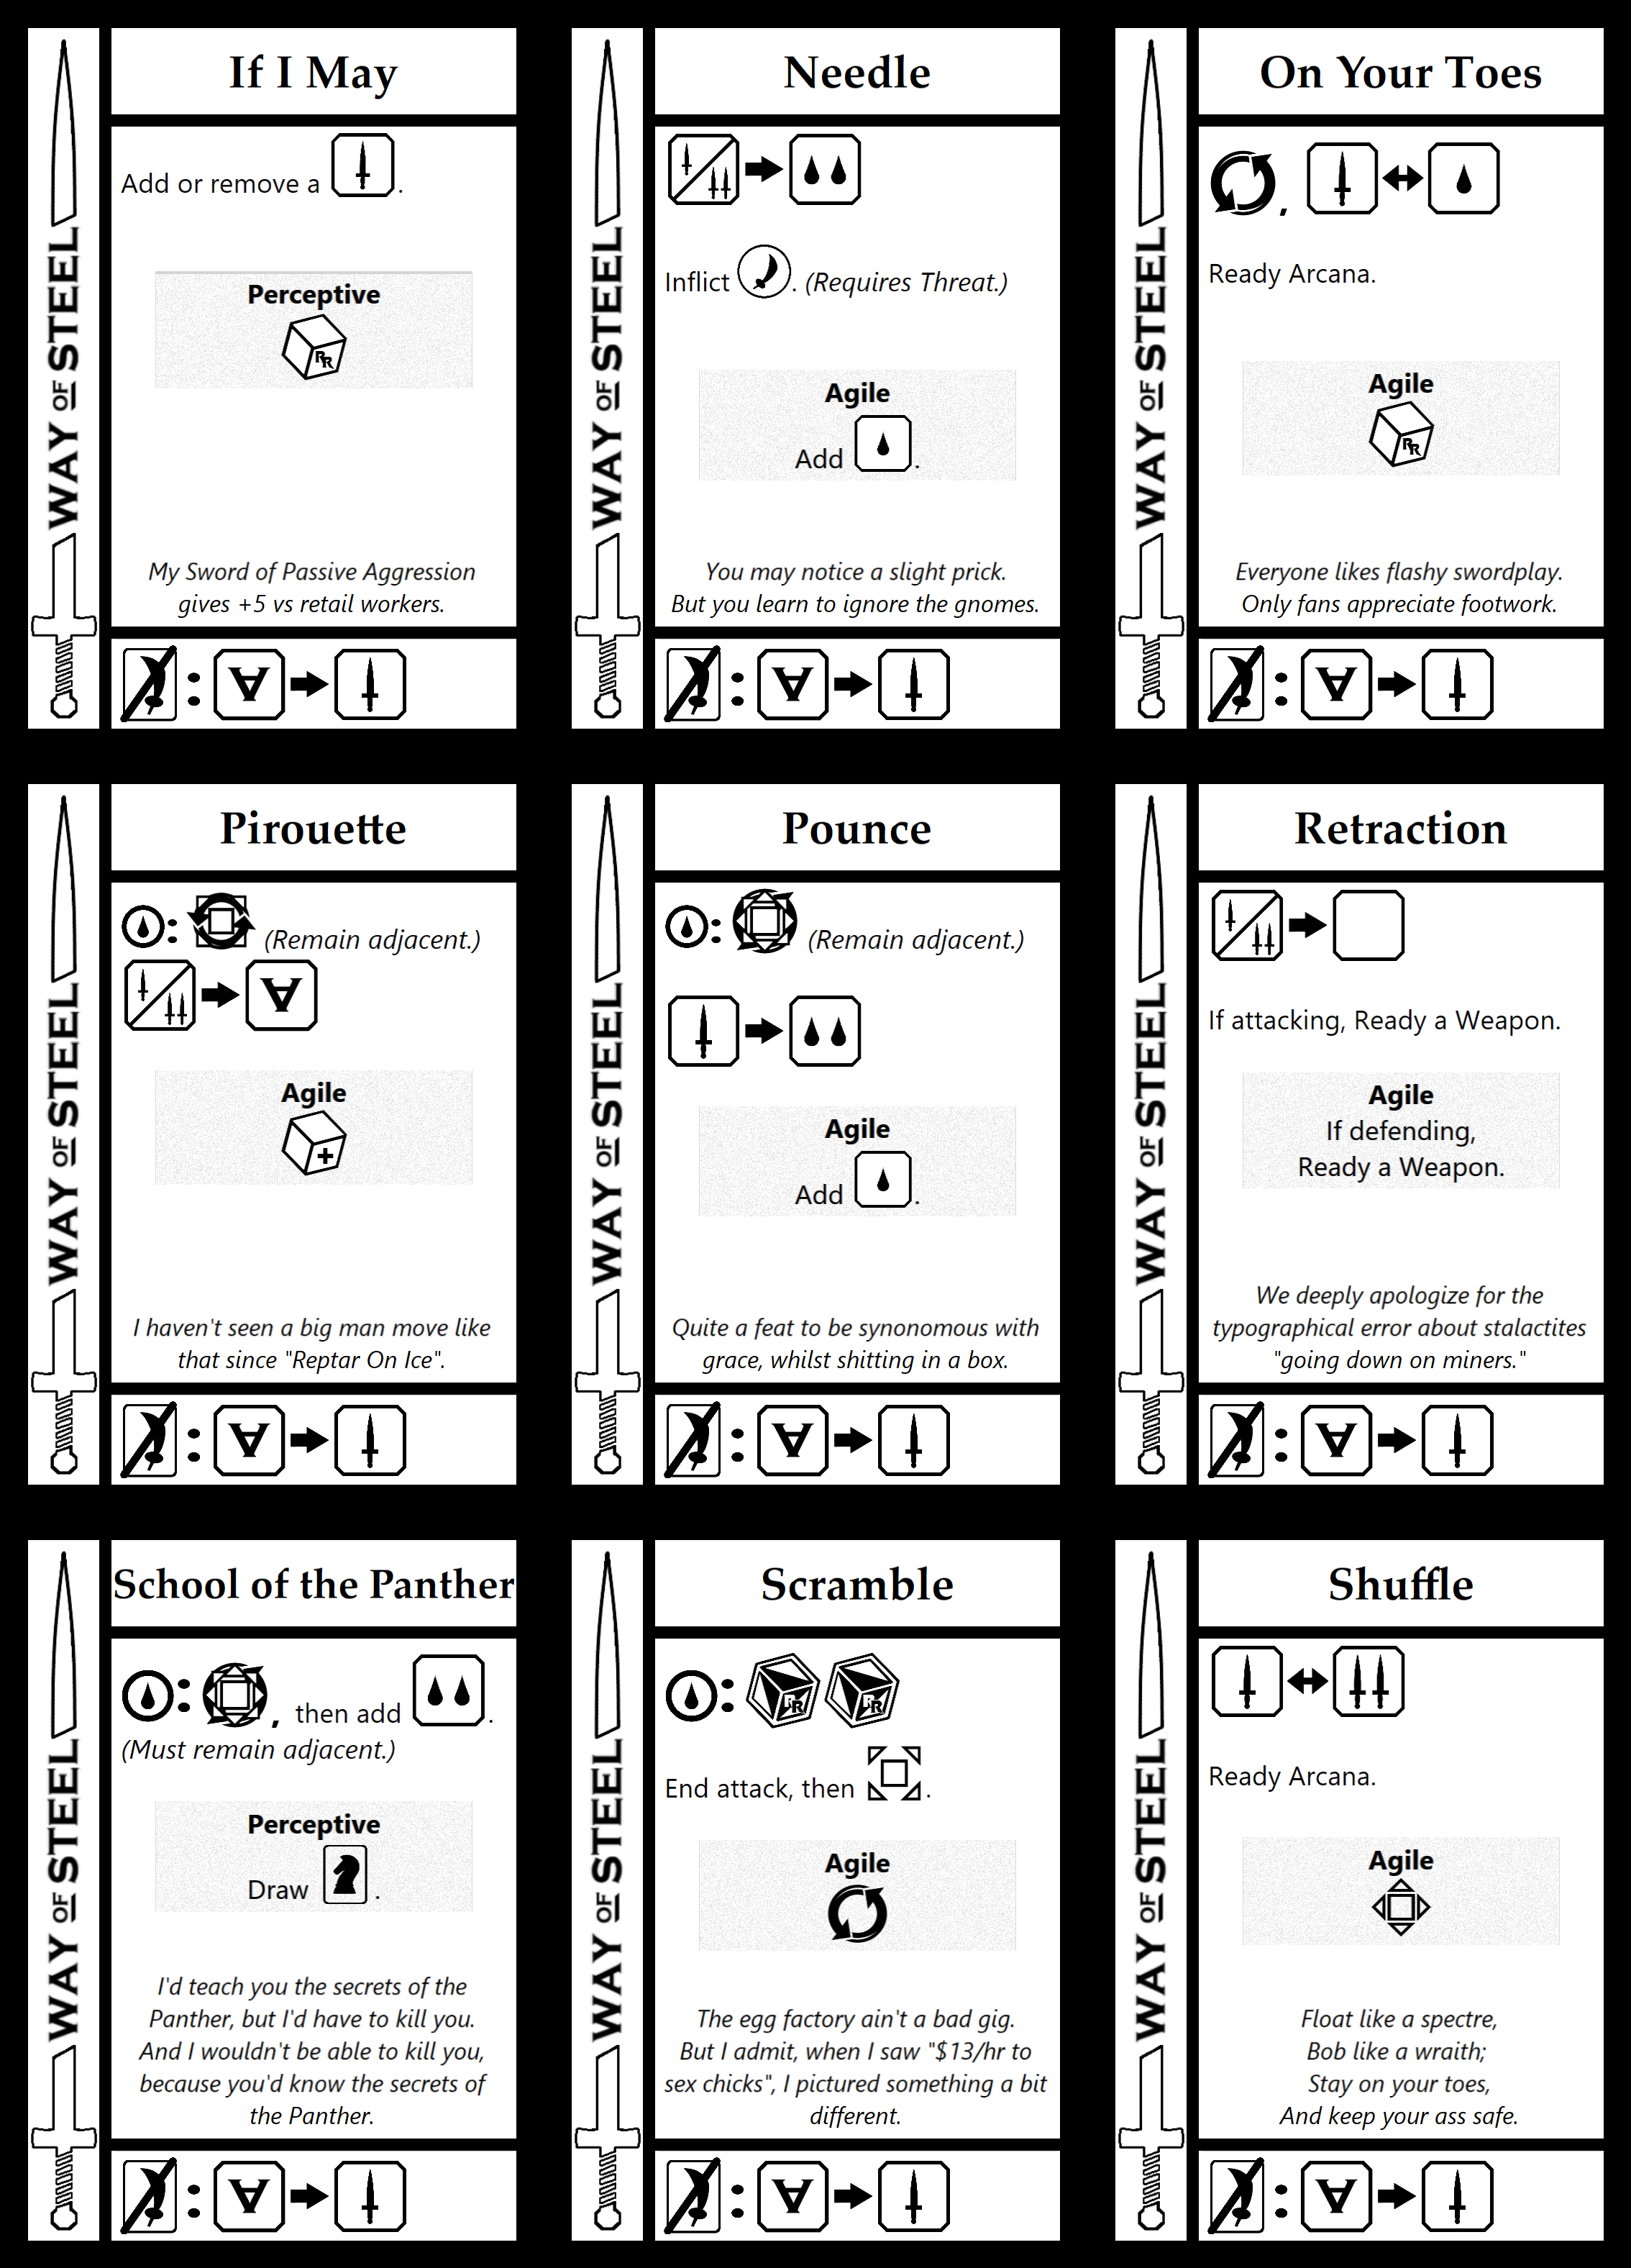 If I May
Add or remove a .
Perceptive
RR
My Sword of Passive Aggression
gives +5 vs retail workers.
WAY OF STEEL
:
Needle
Inflict . (Requires Threat.)
Agile
Add .
You may notice a slight prick.
But you learn to ignore the gnomes.
WAY OF STEEL
:
On Your Toes
,
Ready Arcana.
Agile
RR
Everyone likes flashy swordplay.
Only fans appreciate footwork.
WAY OF STEEL
:
Pirouette
: (Remain adjacent.)
Agile
+
I haven't seen a big man move like
that since "Reptar On Ice".
WAY OF STEEL
:
Pounce
: (Remain adjacent.)
Agile
Add .
Quite a feat to be synonomous with
grace, whilst shitting in a box.
WAY OF STEEL
:
Retraction
If attacking, Ready a Weapon.
Agile
If defending,
Ready a Weapon.
We deeply apologize for the
typographical error about stalactites
"going down on miners."
WAY OF STEEL
:
School of the Panther
: , then add .
(Must remain adjacent.)
Perceptive
Draw .
I'd teach you the secrets of the
Panther, but I'd have to kill you.
And I wouldn't be able to kill you,
because you'd know the secrets of
the Panther.
WAY OF STEEL
:
Scramble
:
End attack, then .
Agile
The egg factory ain't a bad gig.
But I admit, when I saw "$13/hr to
sex chicks", I pictured something a bit
different.
WAY OF STEEL
:
Shuffle
Ready Arcana.
Agile
Float like a spectre,
Bob like a wraith;
Stay on your toes,
And keep your ass safe.
WAY OF STEEL
: